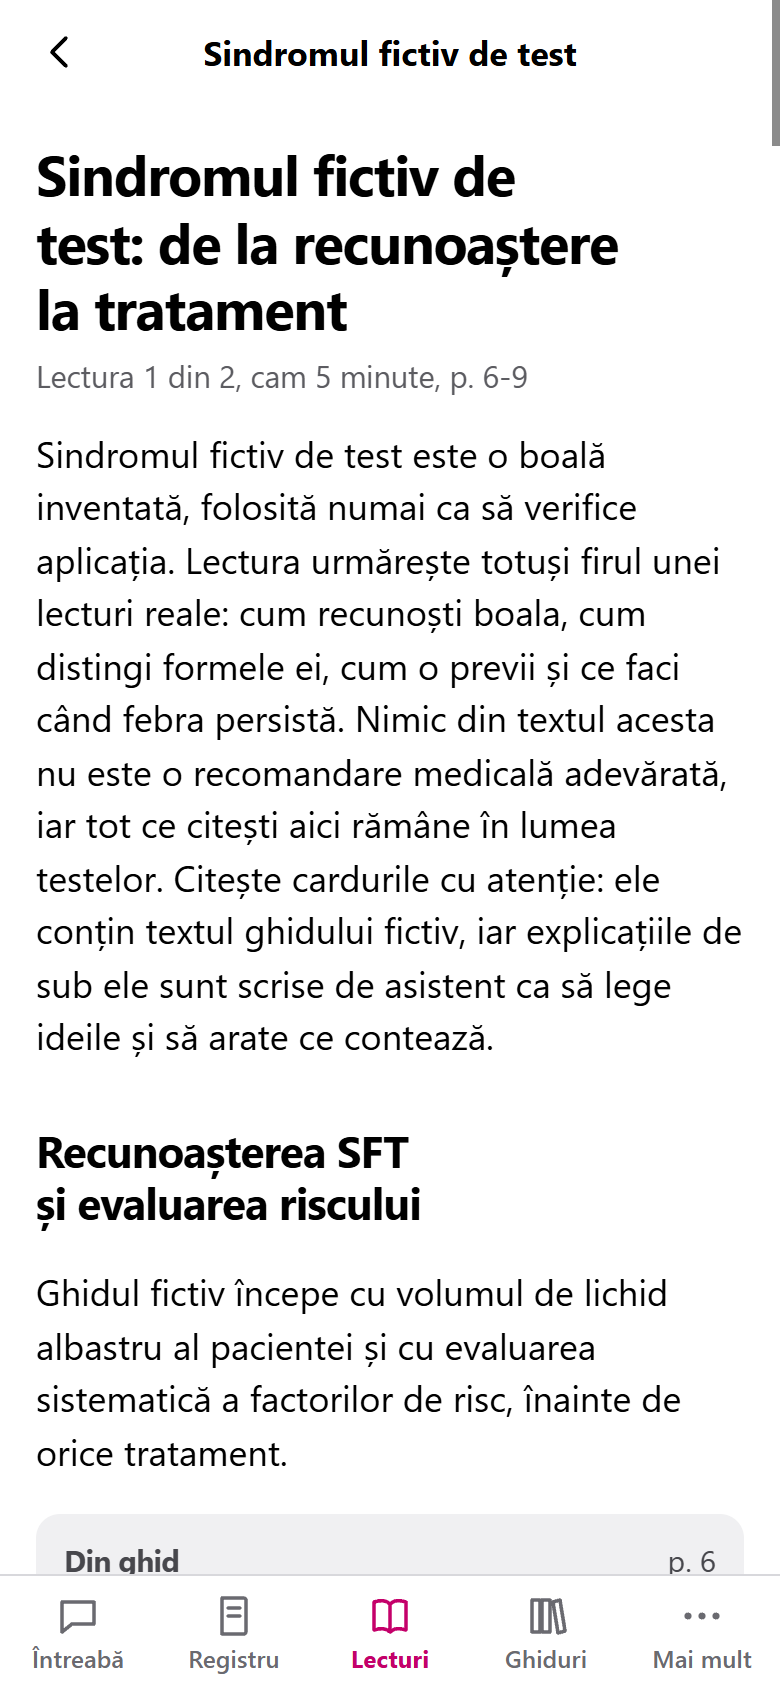 Sindromul fictiv de test
Sindromul fictiv de
test: de la recunoaștere
la tratament
Lectura 1 din 2, cam 5 minute, p. 6-9
Sindromul fictiv de test este o boală
inventată, folosită numai ca să verifice
aplicația. Lectura urmărește totuși firul unei
lecturi reale: cum recunoști boala, cum
distingi formele ei, cum o previi și ce faci
când febra persistă. Nimic din textul acesta
nu este o recomandare medicală adevărată,
iar tot ce citești aici rămâne în lumea
testelor. Citește cardurile cu atenție: ele
conțin textul ghidului fictiv, iar explicațiile de
sub ele sunt scrise de asistent ca să lege
ideile și să arate ce contează.
Recunoașterea SFT
și evaluarea riscului
Ghidul fictiv începe cu volumul de lichid
albastru al pacientei și cu evaluarea
sistematică a factorilor de risc, înainte de
orice tratament.
Din ghid p. 6
Întreabă Registru Lecturi Ghiduri Mai mult